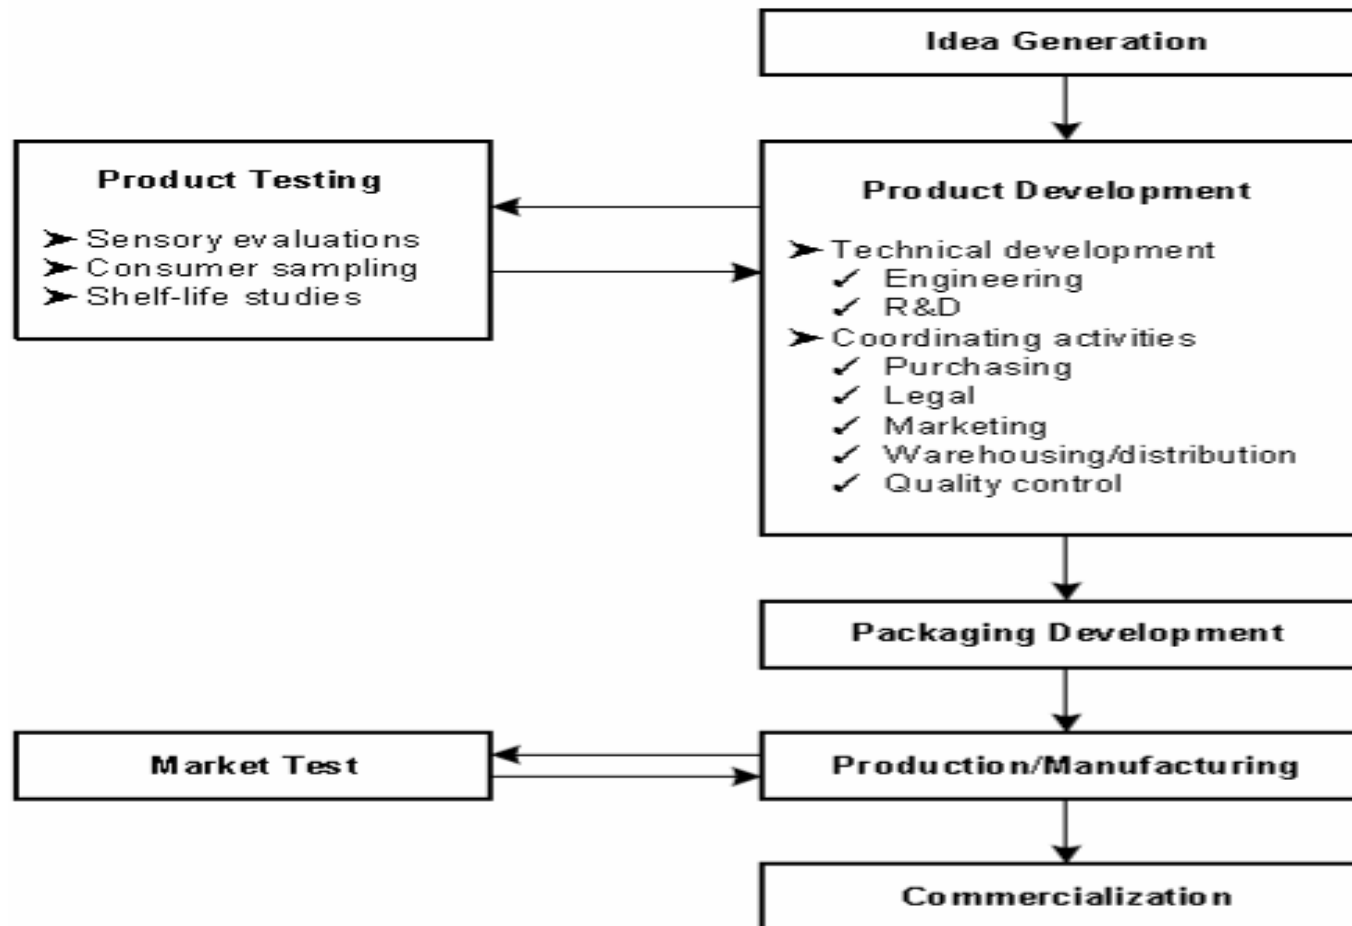 Idea Generation
Product Testing
➤ Sensory evaluations
➤ Consumer sampling
➤ Shelf-life studies
Product Development
➤ Technical development
✓ Engineering
✓ R&D
➤ Coordinating activities
✓ Purchasing
✓ Legal
✓ Marketing
✓ Warehousing/distribution
✓ Quality control
Packaging Development
Market Test
Production/Manufacturing
Commercialization